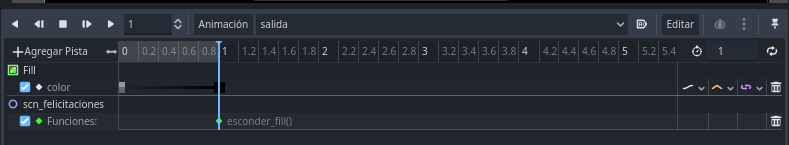 1 Animación salida Editar
Agregar Pista 0 0.2 0.4 0.6 0.8 1 1.2 1.4 1.6 1.8 2 2.2 2.4 2.6 2.8 3 3.2 3.4 3.6 3.8 4 4.2 4.4 4.6 4.8 5 5.2 5.4 1
Fill
color
scn_felicitaciones
Funciones: esconder_fill()